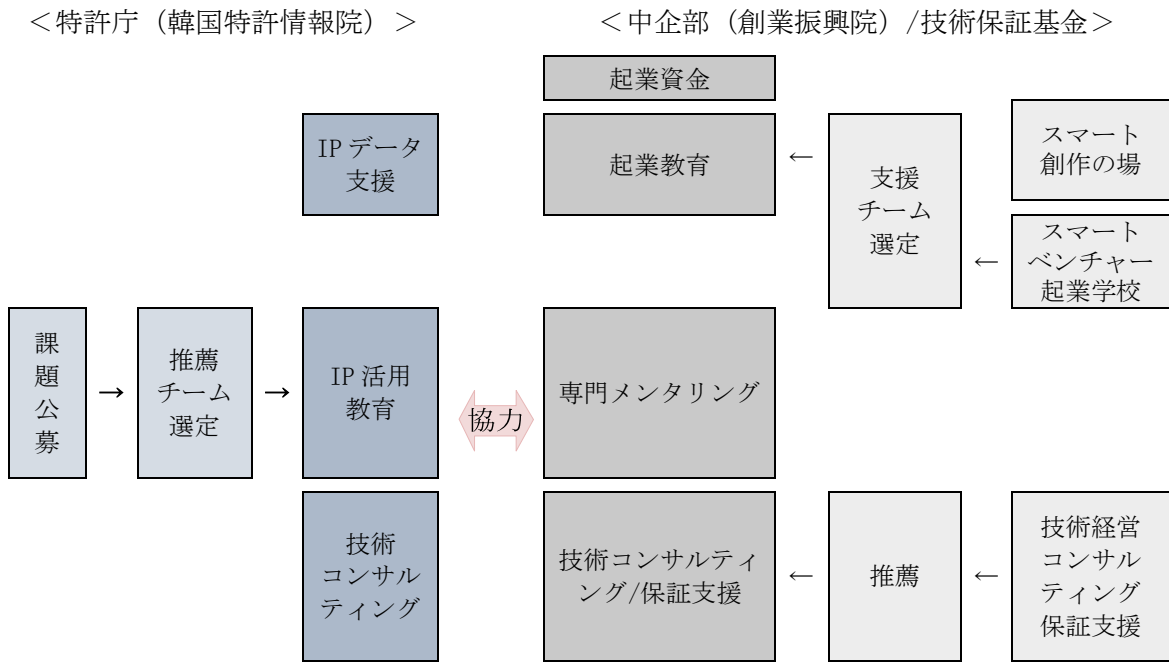 ＜特許庁（韓国特許情報院）＞
＜中企部（創業振興院）/技術保証基金＞
起業資金
IPデータ
支援
起業教育
←
支援
チーム
選定
スマート
創作の場
←
スマート
ベンチャー
起業学校
課
題
公
募
→
推薦
チーム
選定
→
IP活用
教育
協力
専門メンタリング
技術
コンサル
ティング
技術コンサルティ
ング/保証支援
←
推薦
←
技術経営
コンサル
ティング
保証支援